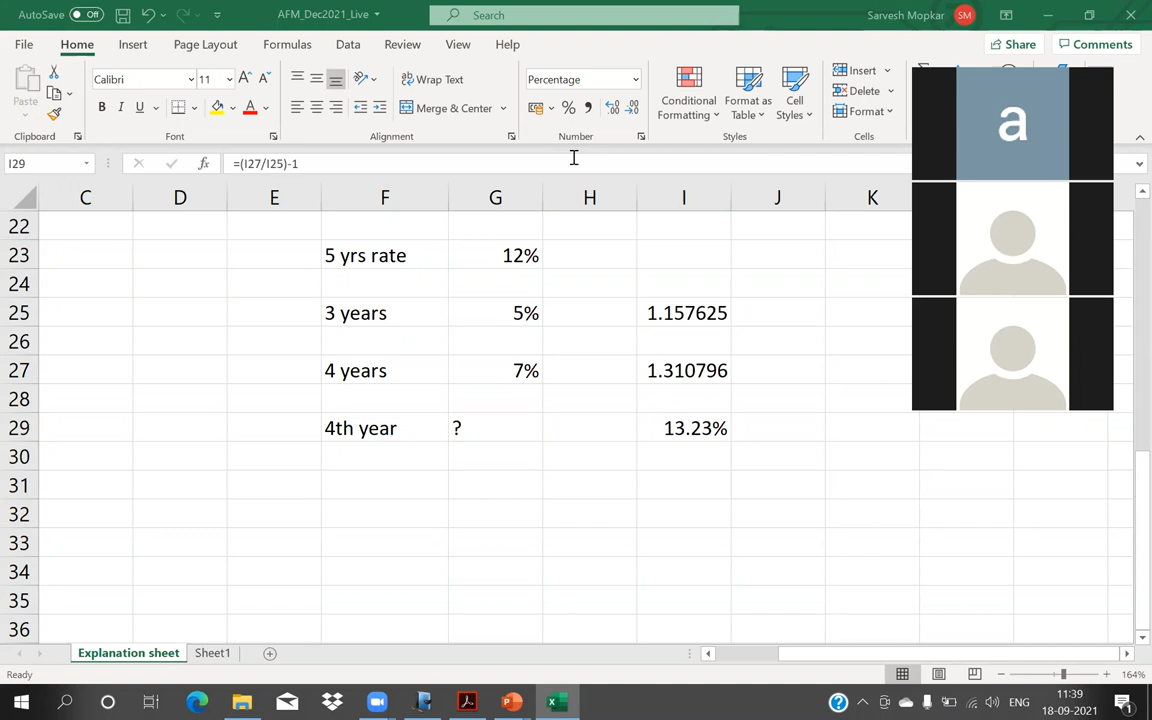 AutoSave Off AFM_Dec2021_Live Search Sarvesh Mopkar SM
File Home Insert Page Layout Formulas Data Review View Help Share Comments
Calibri 11 A A Wrap Text Percentage Insert
Paste B I U A Merge & Center % Conditional Formatting Format as Table Cell Styles Delete
Format
Clipboard Font Alignment Number Styles Cells
I29 fx =(I27/I25)-1
C D E F G H I J K
22
23 5 yrs rate 12%
24
25 3 years 5% 1.157625
26
27 4 years 7% 1.310796
28
29 4th year ? 13.23%
30
31
32
33
34
35
36
a
Explanation sheet Sheet1
Ready 164%
ENG 11:39
18-09-2021 1